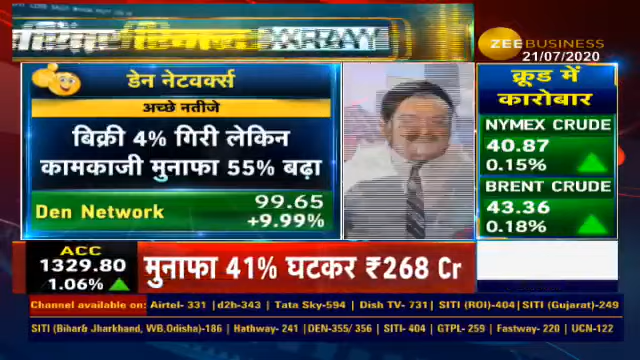 XRAY
ZEE BUSINESS
21/07/2020
डेन नेटवर्क्स
अच्छे नतीजे
बिक्री 4% गिरी लेकिन
कामकाजी मुनाफा 55% बढ़ा
Den Network 99.65
+9.99%
क्रूड में
कारोबार
NYMEX CRUDE
40.87
0.15%
BRENT CRUDE
43.36
0.18%
ACC
1329.80
1.06%
मुनाफा 41% घटकर ₹268 Cr
Channel available on: Airtel- 331 |d2h-343 | Tata Sky-594 | Dish TV- 731| SITI (ROI)-404|SITI (Gujarat)-249
SITI (Bihar& Jharkhand, WB,Odisha)-186 | Hathway- 241 |DEN-355/ 356 | SITI- 404 | GTPL- 259 | Fastway- 220 | UCN-122